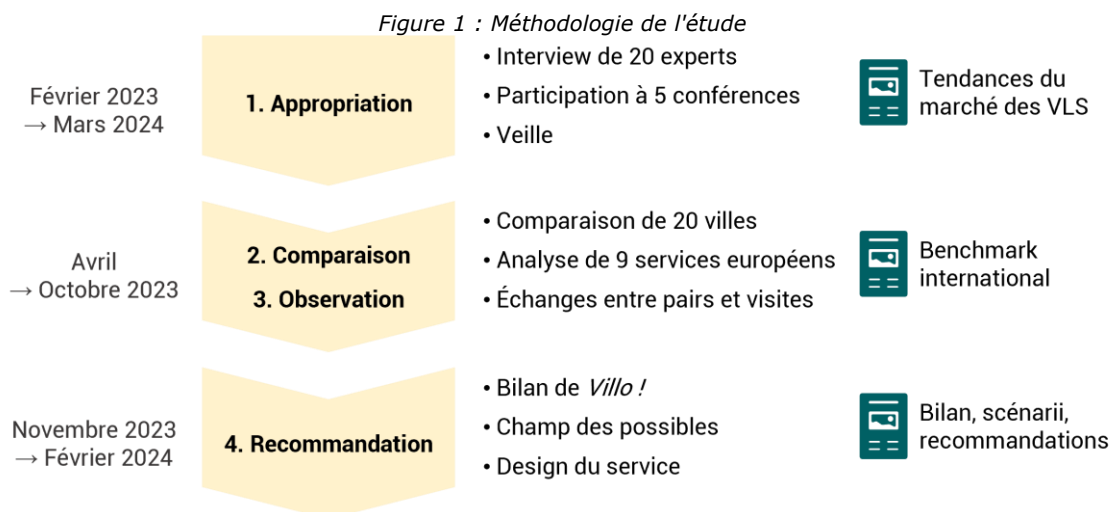 Figure 1 : Méthodologie de l'étude
Février 2023
→ Mars 2024
1. Appropriation
• Interview de 20 experts
• Participation à 5 conférences
• Veille
Tendances du
marché des VLS
Avril
→ Octobre 2023
2. Comparaison
3. Observation
• Comparaison de 20 villes
• Analyse de 9 services européens
• Échanges entre pairs et visites
Benchmark
international
Novembre 2023
→ Février 2024
4. Recommandation
• Bilan de Villo !
• Champ des possibles
• Design du service
Bilan, scénarii,
recommandations